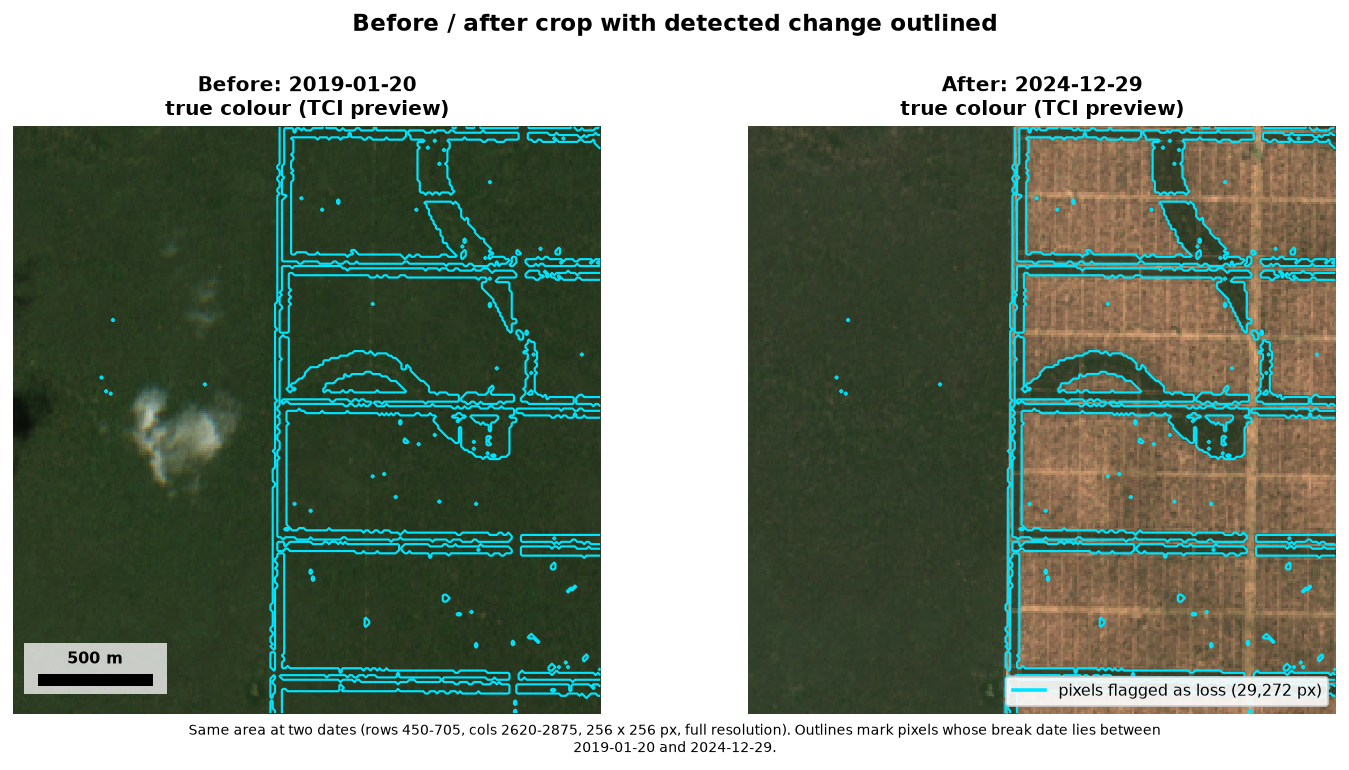 Before / after crop with detected change outlined
Before: 2019-01-20
true colour (TCI preview)
After: 2024-12-29
true colour (TCI preview)
500 m
pixels flagged as loss (29,272 px)
Same area at two dates (rows 450-705, cols 2620-2875, 256 x 256 px, full resolution). Outlines mark pixels whose break date lies between
2019-01-20 and 2024-12-29.